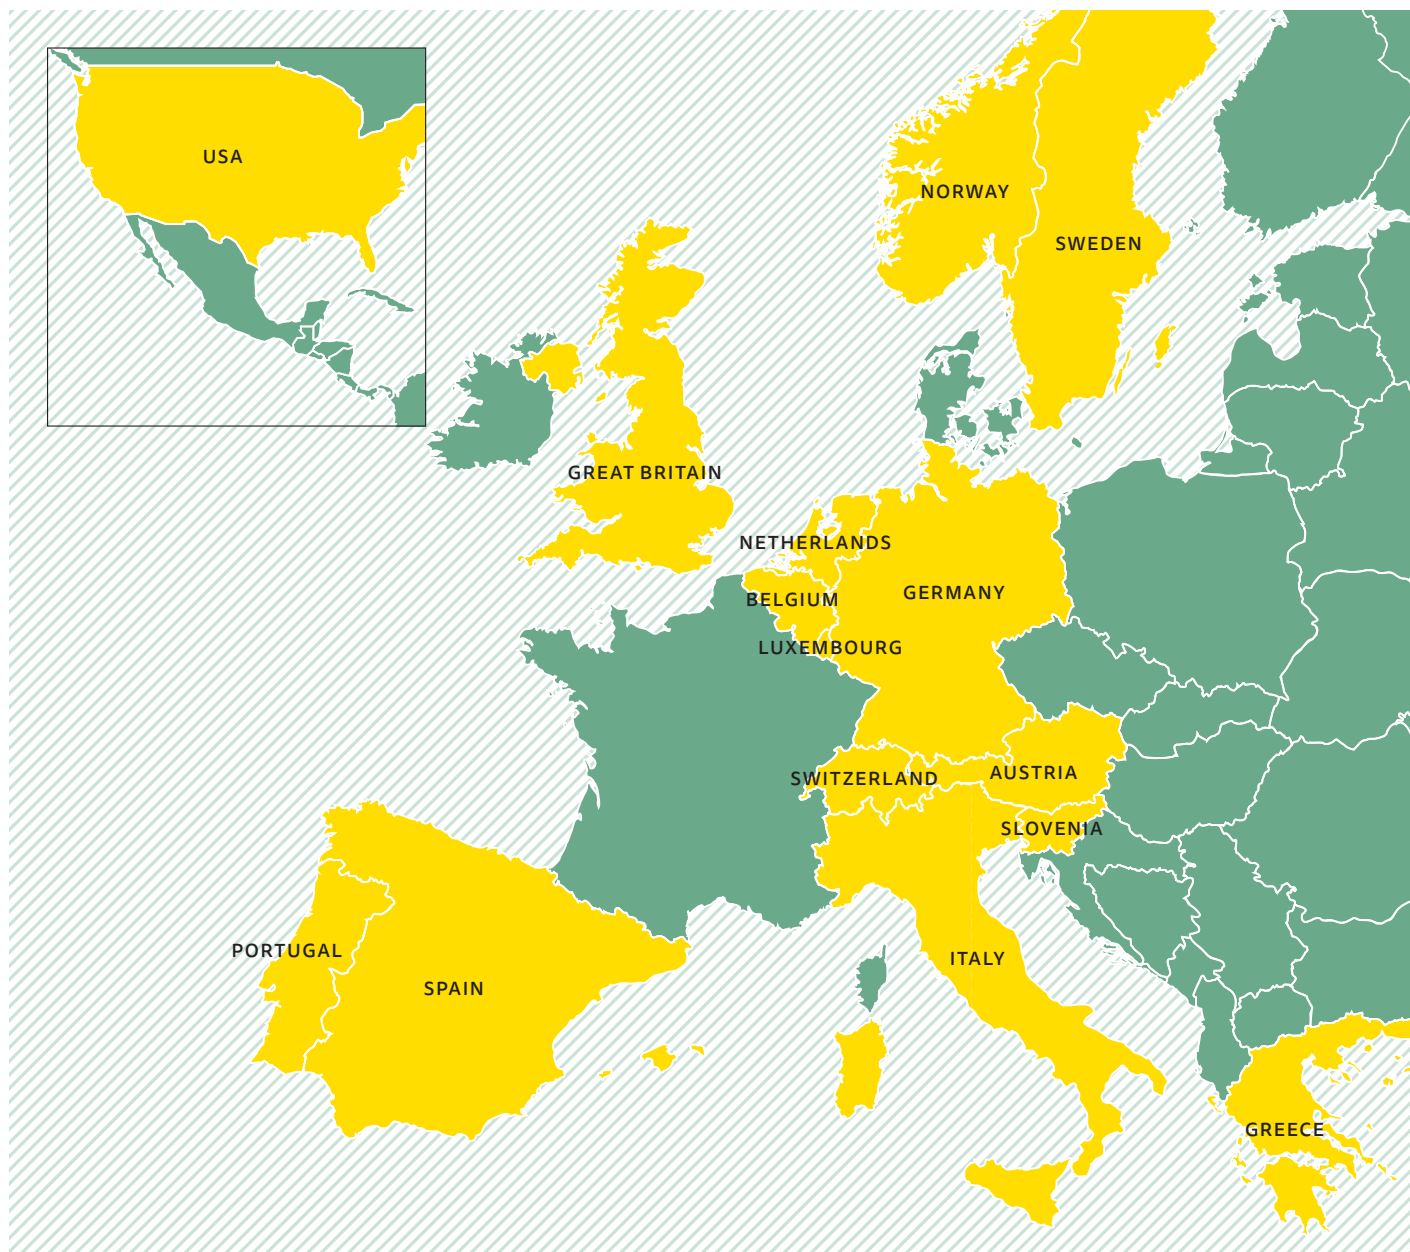 USA
NORWAY
SWEDEN
GREAT BRITAIN
NETHERLANDS
GERMANY
BELGIUM
LUXEMBOURG
AUSTRIA
SWITZERLAND
SLOVENIA
PORTUGAL
ITALY
SPAIN
GREECE